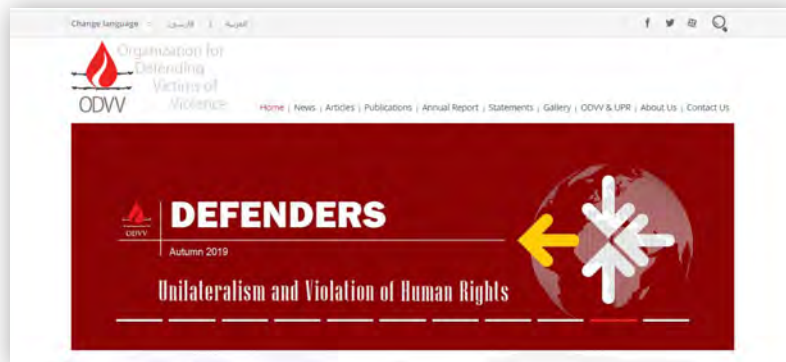 Change language :: فارسی | العربية
Organization for
Defending
Victims of
Violence
ODVV
Home | News | Articles | Publications | Annual Report | Statements | Gallery | ODVV & UPR | About Us | Contact Us
ODVV
DEFENDERS
Autumn 2019
Unilateralism and Violation of Human Rights